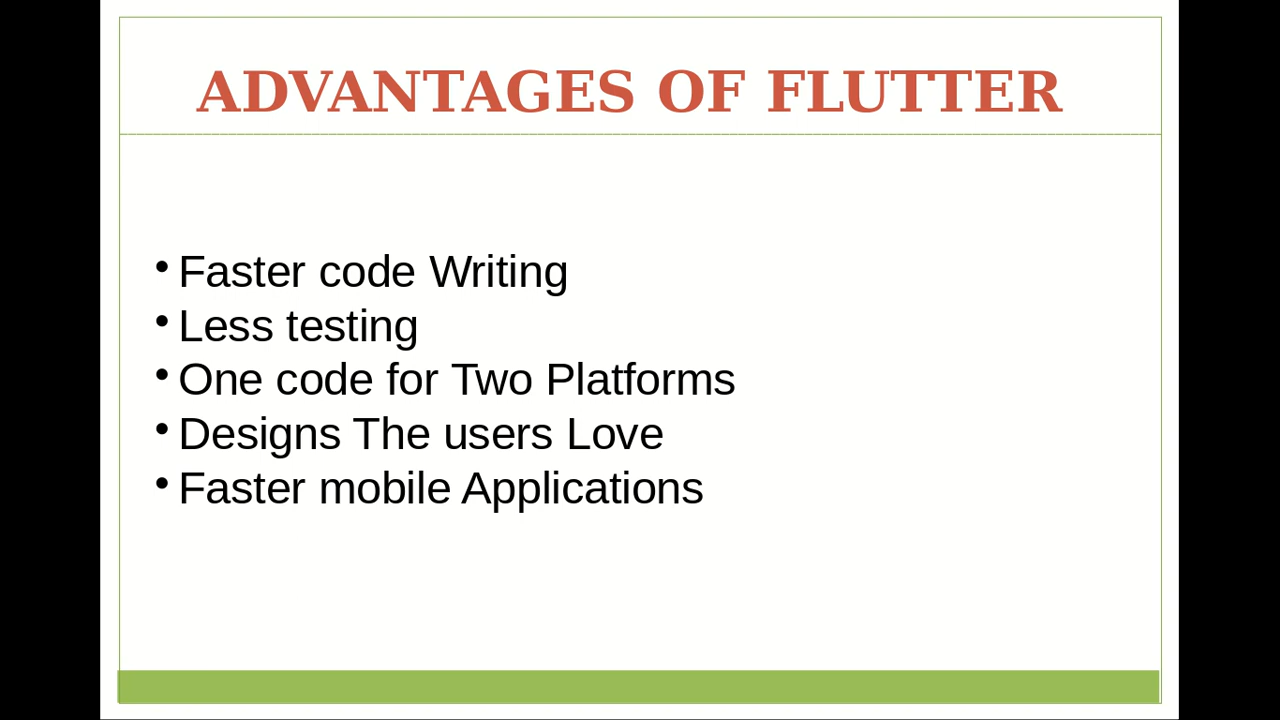 ADVANTAGES OF FLUTTER
• Faster code Writing
• Less testing
• One code for Two Platforms
• Designs The users Love
• Faster mobile Applications